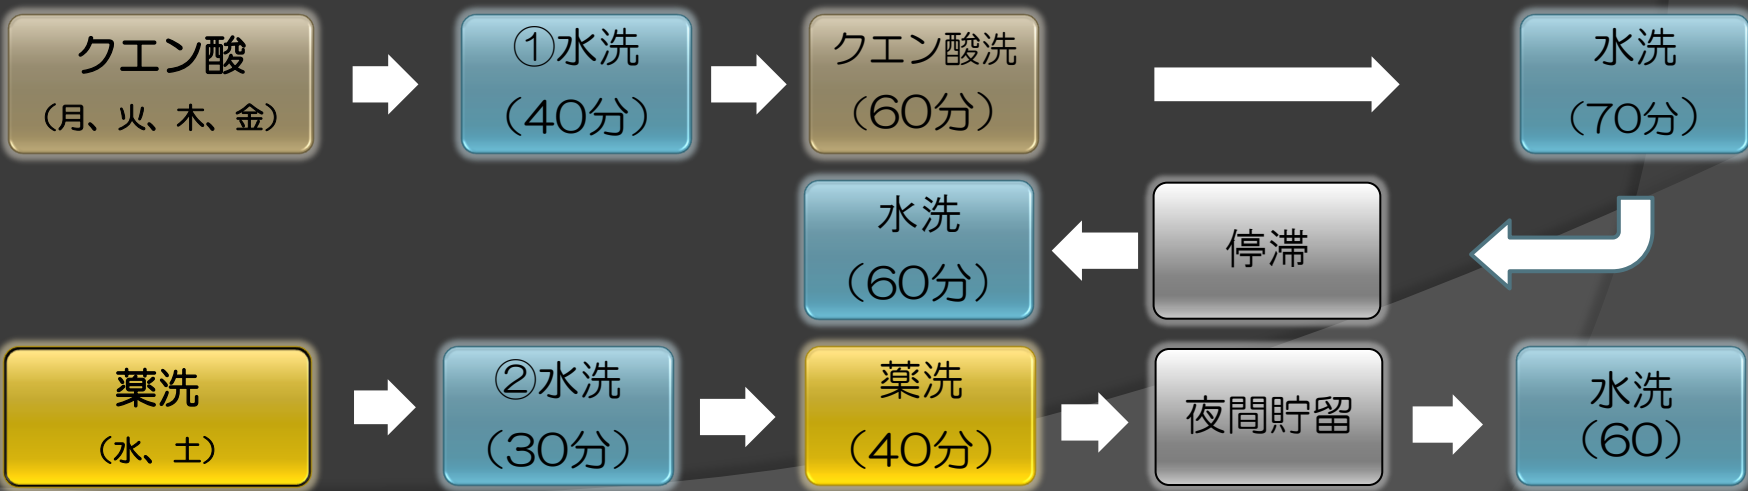 クエン酸
（月、火、木、金）
①水洗
（40分）
クエン酸洗
（60分）
水洗
（70分）
停滞
水洗
（60分）
薬洗
（水、土）
②水洗
（30分）
薬洗
（40分）
夜間貯留
水洗
（60）